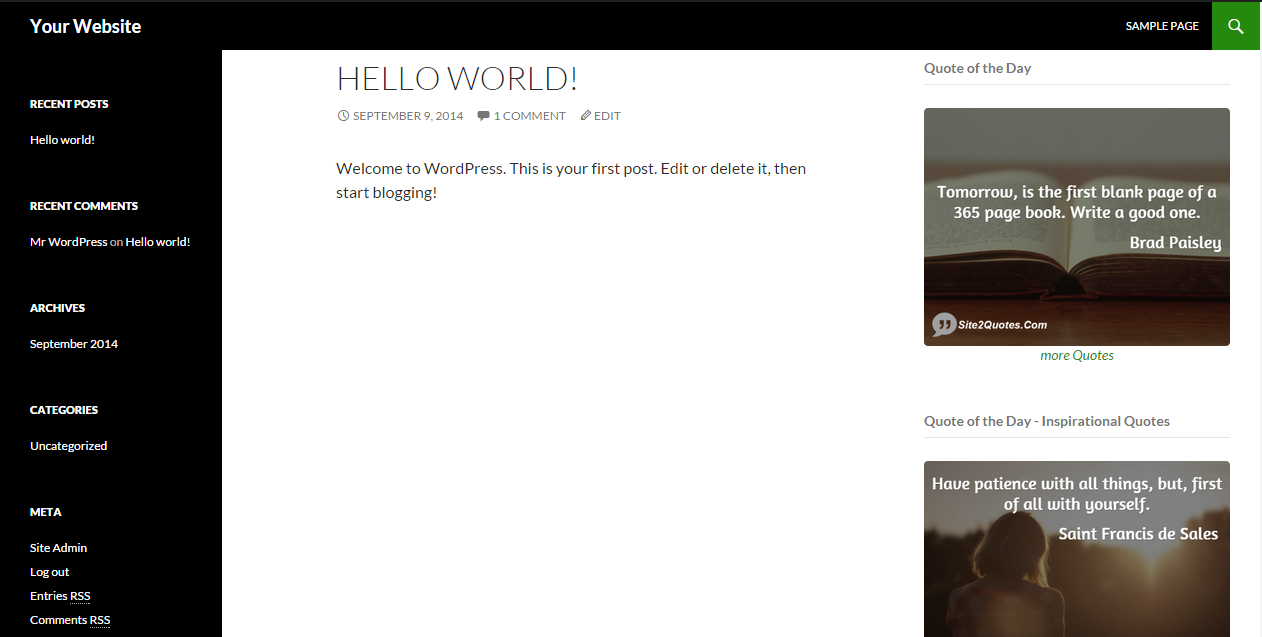 Your Website
SAMPLE PAGE
RECENT POSTS
Hello world!
RECENT COMMENTS
Mr WordPress on Hello world!
ARCHIVES
September 2014
CATEGORIES
Uncategorized
META
Site Admin
Log out
Entries RSS
Comments RSS
HELLO WORLD!
SEPTEMBER 9, 2014 1 COMMENT EDIT
Welcome to WordPress. This is your first post. Edit or delete it, then
start blogging!
Quote of the Day
Tomorrow, is the first blank page of a
365 page book. Write a good one.
Brad Paisley
Site2Quotes.Com
more Quotes
Quote of the Day - Inspirational Quotes
Have patience with all things, but, first
of all with yourself.
Saint Francis de Sales